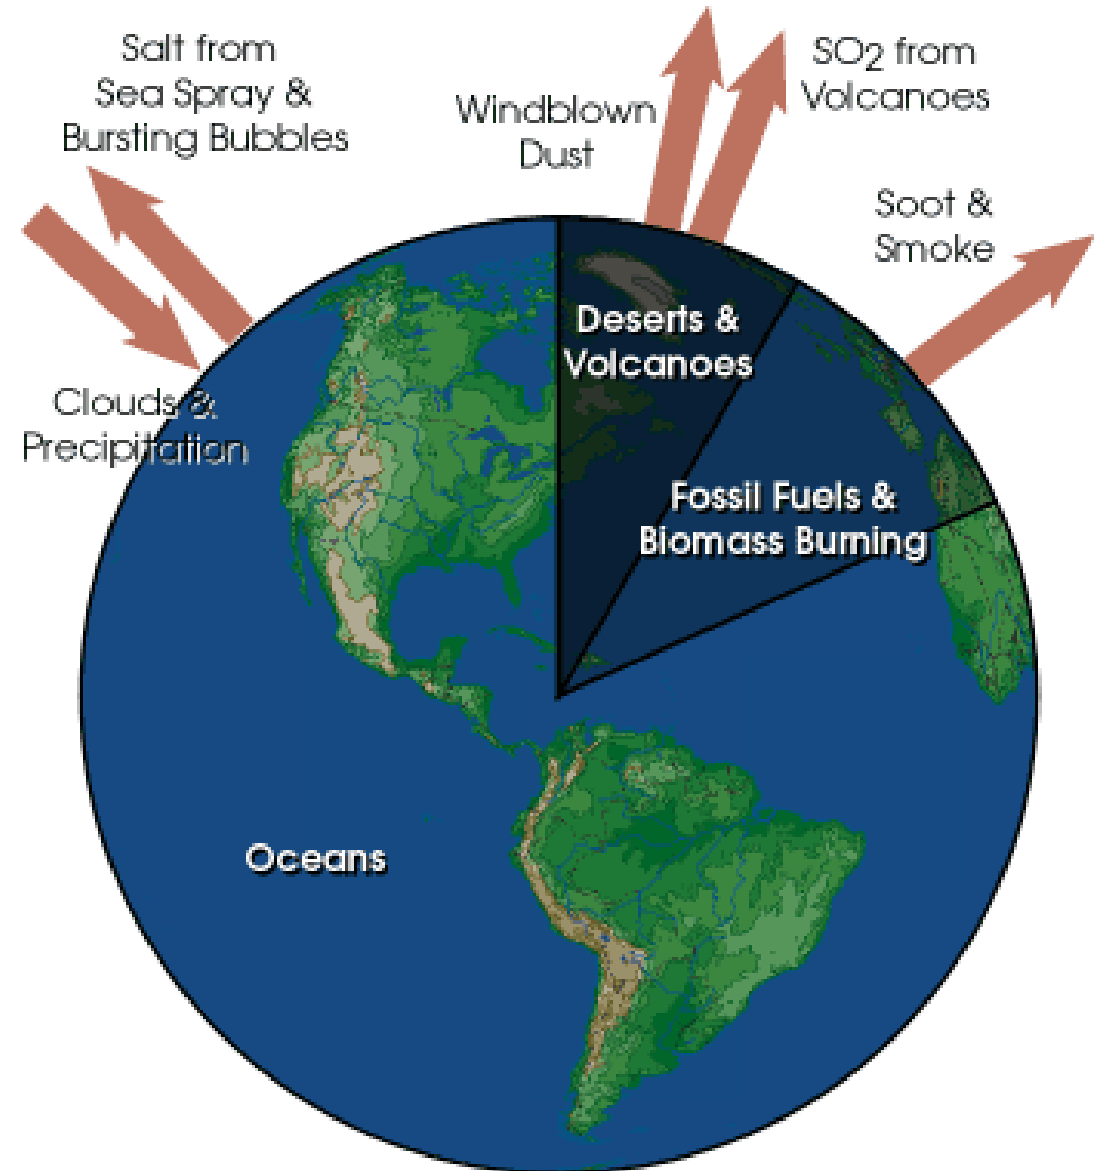 Salt from
Sea Spray &
Bursting Bubbles
Windblown
Dust
SO2 from
Volcanoes
Soot &
Smoke
Clouds &
Precipitation
Deserts &
Volcanoes
Fossil Fuels &
Biomass Burning
Oceans